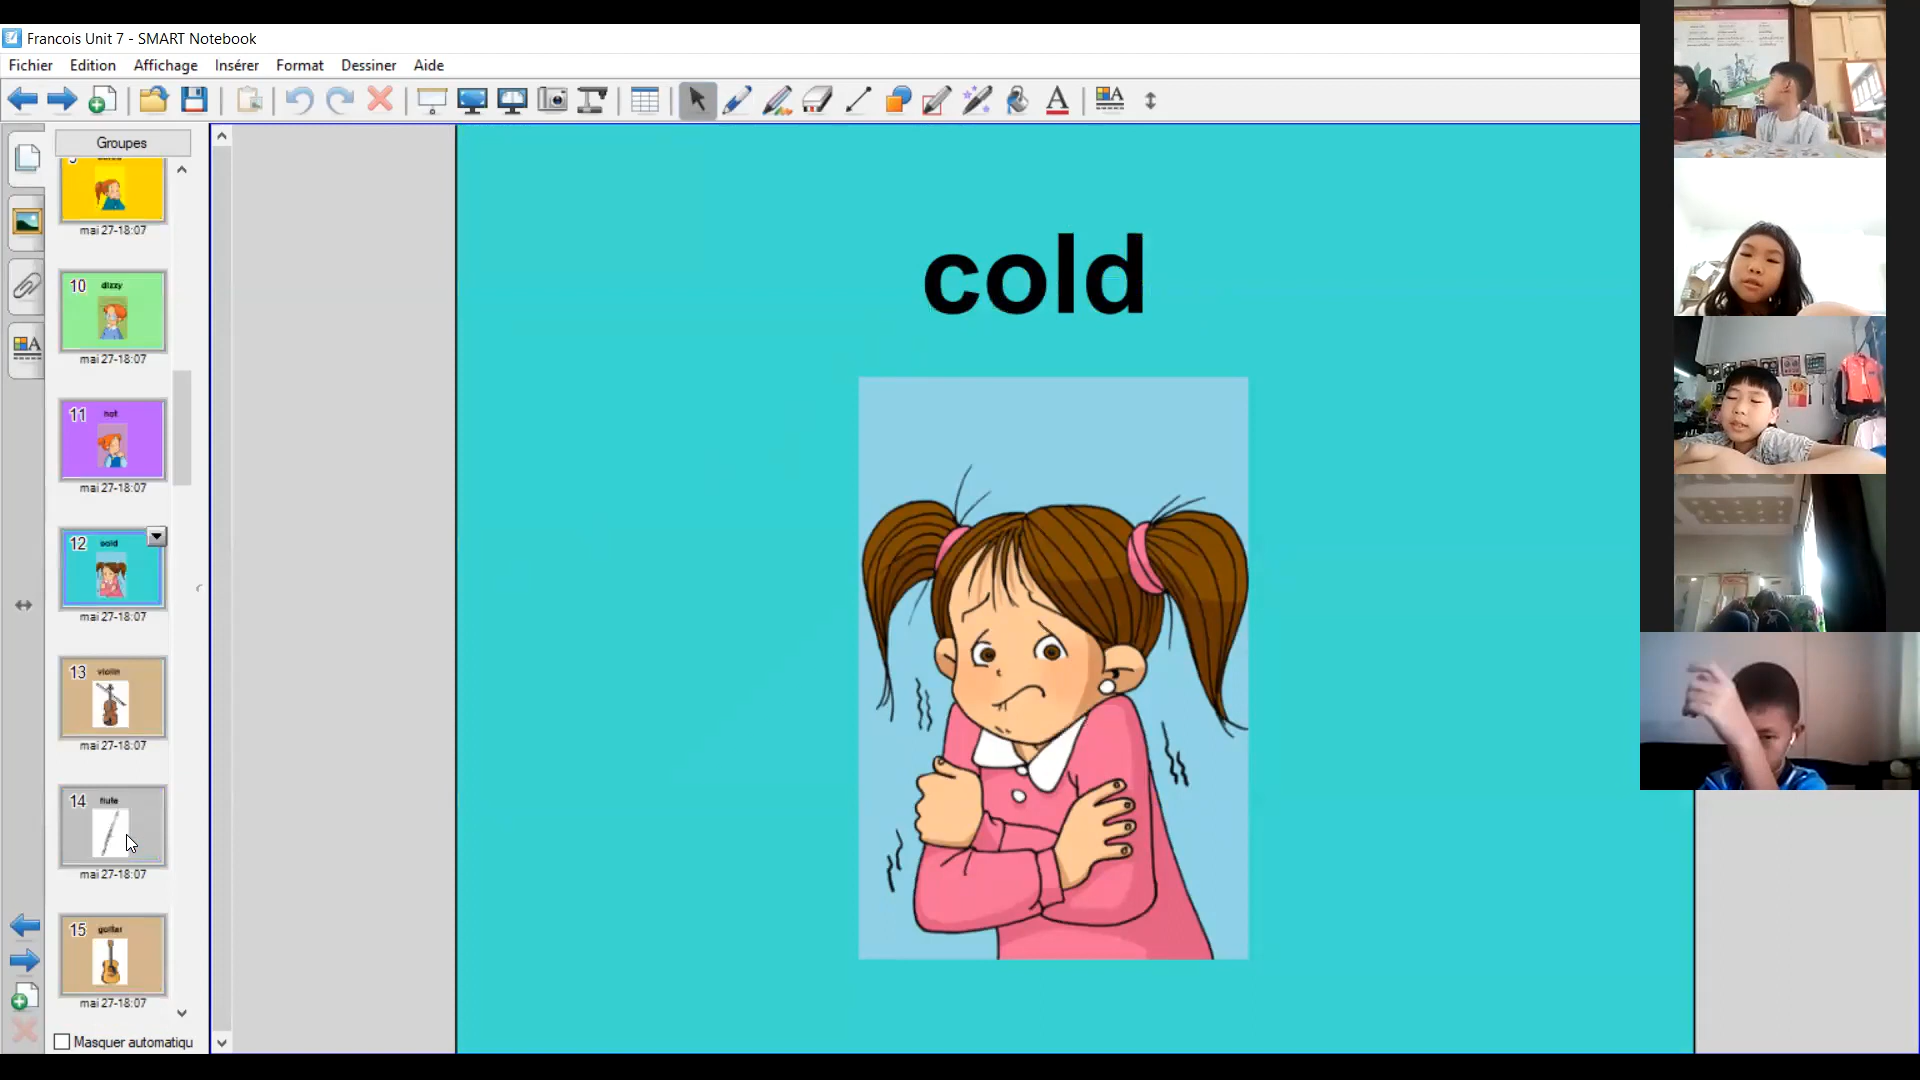 Francois Unit 7 - SMART Notebook
Fichier Edition Affichage Insérer Format Dessiner Aide
Groupes
9
mai 27-18:07
10 dizzy
mai 27-18:07
11 hot
mai 27-18:07
12 cold
mai 27-18:07
13 violin
mai 27-18:07
14 flute
mai 27-18:07
15 guitar
mai 27-18:07
Masquer automatiqu
cold